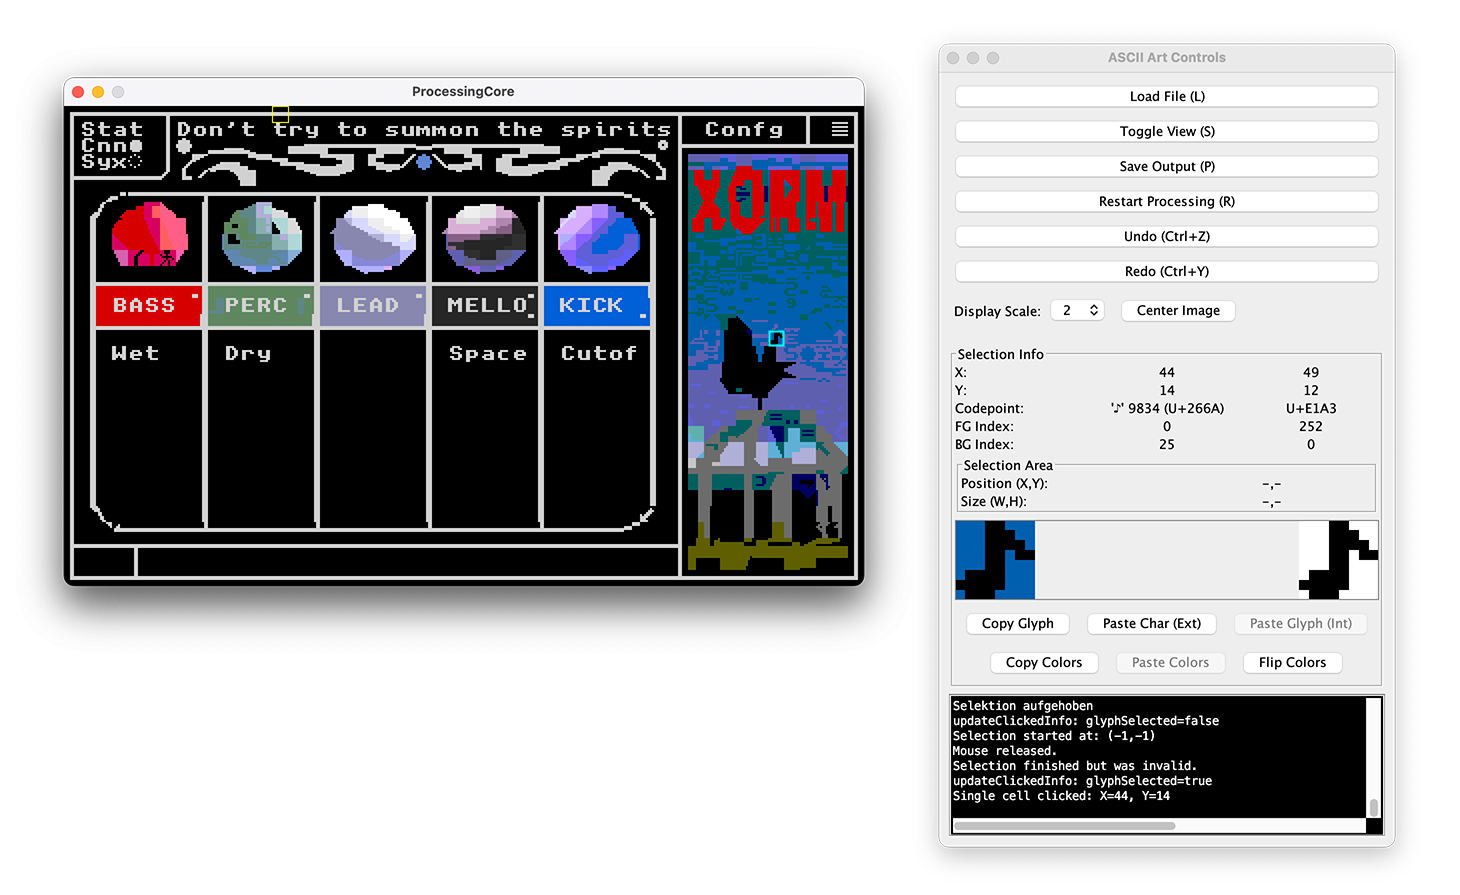 ProcessingCore
Stat
Cnn
Syx
Don't try to summon the spirits
Confg
XORM
BASS
PERC
LEAD
MELLO
KICK
Wet
Dry
Space
Cutof
ASCII Art Controls
Load File (L)
Toggle View (S)
Save Output (P)
Restart Processing (R)
Undo (Ctrl+Z)
Redo (Ctrl+Y)
Display Scale: 2 Center Image
Selection Info
X: 44 49
Y: 14 12
Codepoint: '♪' 9834 (U+266A) U+E1A3
FG Index: 0 252
BG Index: 25 0
Selection Area
Position (X,Y): -,-
Size (W,H): -,-
Copy Glyph Paste Char (Ext) Paste Glyph (Int)
Copy Colors Paste Colors Flip Colors
Selektion aufgehoben
updateClickedInfo: glyphSelected=false
Selection started at: (-1,-1)
Mouse released.
Selection finished but was invalid.
updateClickedInfo: glyphSelected=true
Single cell clicked: X=44, Y=14